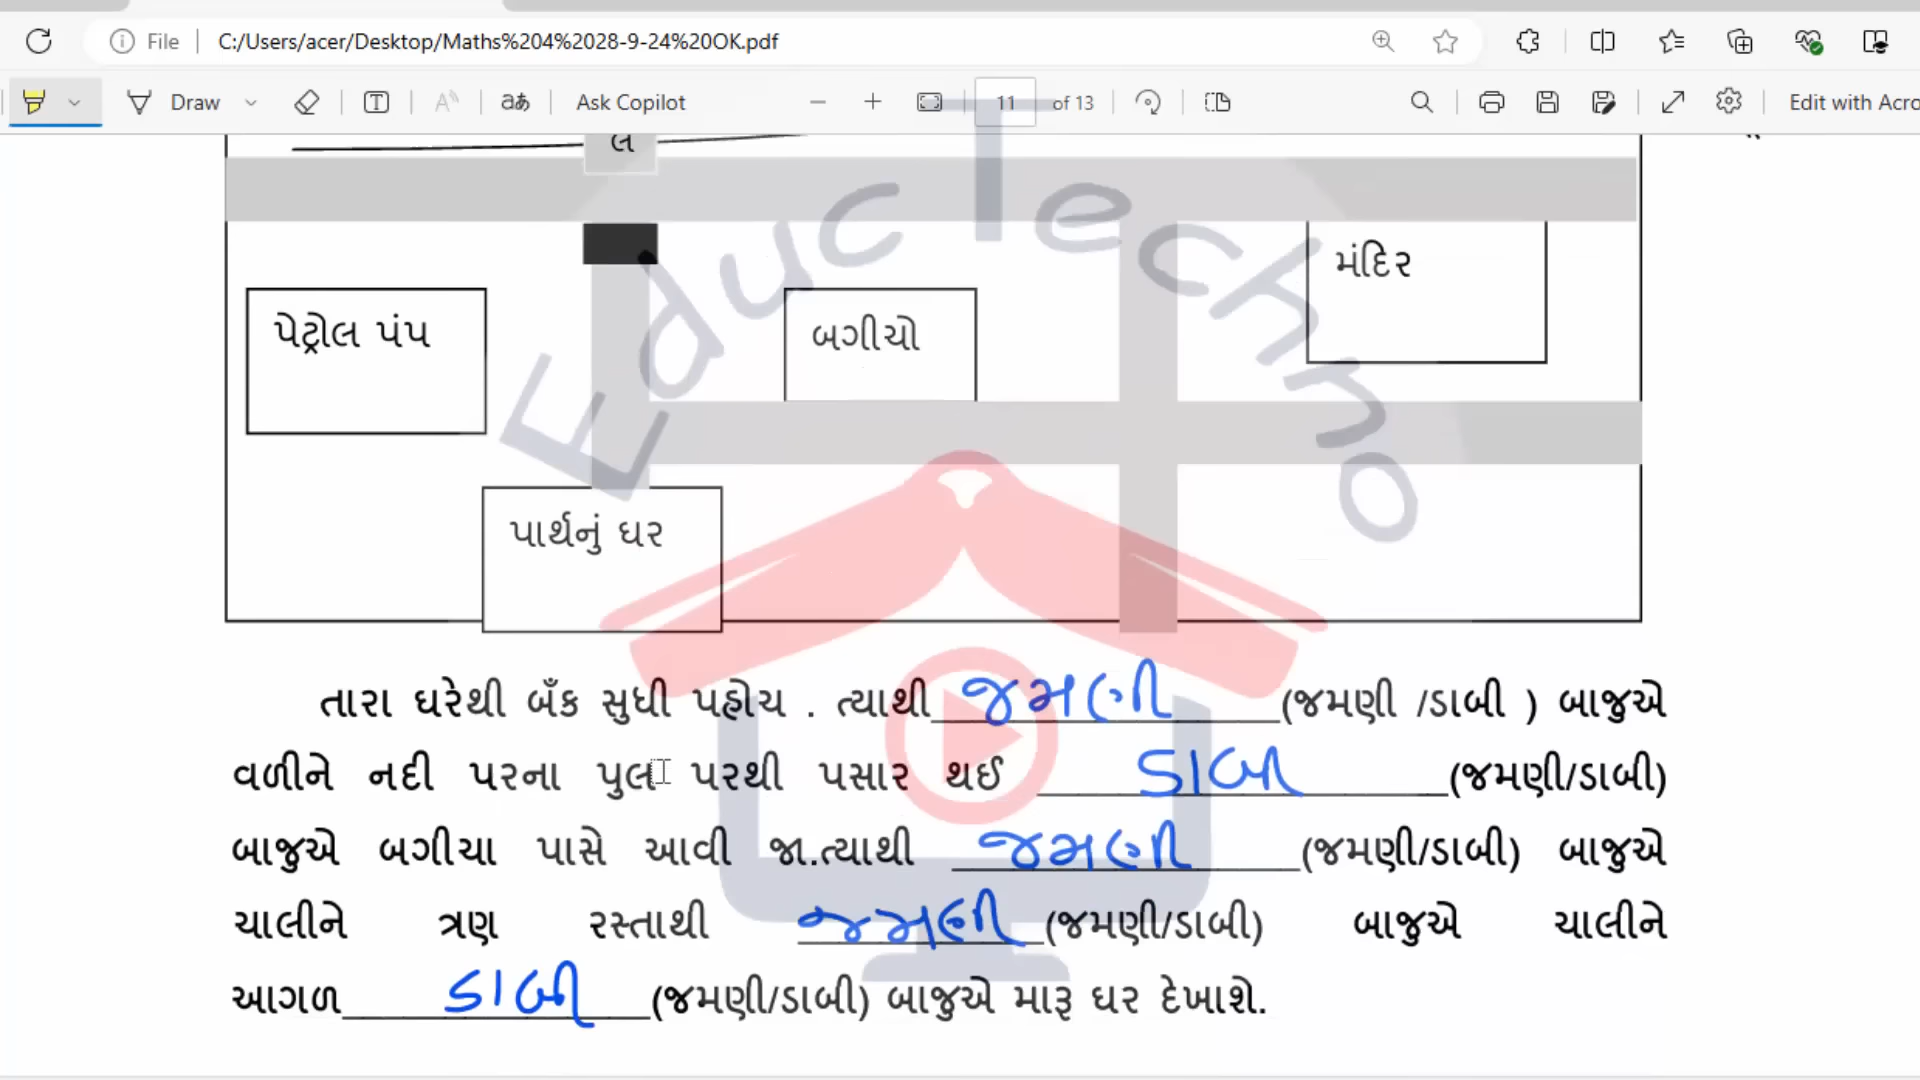 File C:/Users/acer/Desktop/Maths%204%2028-9-24%20OK.pdf
Draw Ask Copilot 11 of 13 Edit with Acro
લ
મંદિર
પેટ્રોલ પંપ
બગીચો
પાર્થનું ઘર
EducTechno
તારા ઘરેથી બૅંક સુધી પહોચ . ત્યાથી જમણી (જમણી /ડાબી ) બાજુએ
વળીને નદી પરના પુલ પરથી પસાર થઈ ડાબી (જમણી/ડાબી)
બાજુએ બગીચા પાસે આવી જા.ત્યાથી જમણી (જમણી/ડાબી) બાજુએ
ચાલીને ત્રણ રસ્તાથી જમણી (જમણી/ડાબી) બાજુએ ચાલીને
આગળ ડાબી (જમણી/ડાબી) બાજુએ મારૂ ઘર દેખાશે.